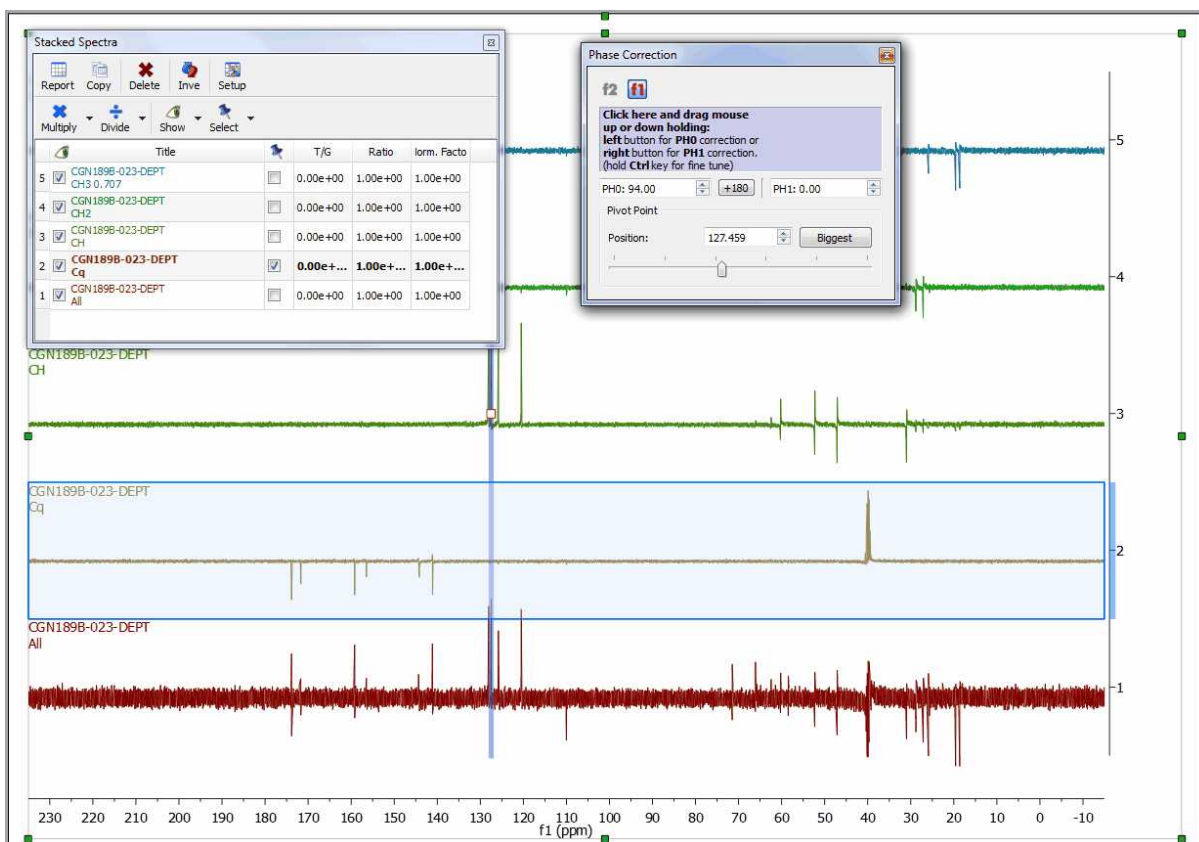 Stacked Spectra
Report Copy Delete Inve Setup
Multiply Divide Show Select
Title T/G Ratio lorm. Facto
5 CGN189B-023-DEPT 0.00e+00 1.00e+00 1.00e+00
CH3 0.707
4 CGN189B-023-DEPT 0.00e+00 1.00e+00 1.00e+00
CH2
3 CGN189B-023-DEPT 0.00e+00 1.00e+00 1.00e+00
CH
2 CGN189B-023-DEPT 0.00e+... 1.00e+... 1.00e+...
Cq
1 CGN189B-023-DEPT 0.00e+00 1.00e+00 1.00e+00
All
Phase Correction
f2 f1
Click here and drag mouse
up or down holding:
left button for PH0 correction or
right button for PH1 correction.
(hold Ctrl key for fine tune)
PH0: 94.00 +180 PH1: 0.00
Pivot Point
Position: 127.459 Biggest
5
4
CGN189B-023-DEPT
CH
3
CGN189B-023-DEPT
Cq
2
CGN189B-023-DEPT
All
1
230 220 210 200 190 180 170 160 150 140 130 120 110 100 90 80 70 60 50 40 30 20 10 0 -10
f1 (ppm)